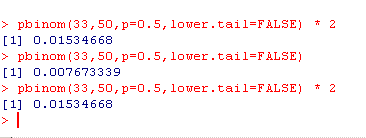 > pbinom(33,50,p=0.5,lower.tail=FALSE) * 2
[1] 0.01534668
> pbinom(33,50,p=0.5,lower.tail=FALSE)
[1] 0.007673339
> pbinom(33,50,p=0.5,lower.tail=FALSE) * 2
[1] 0.01534668
>